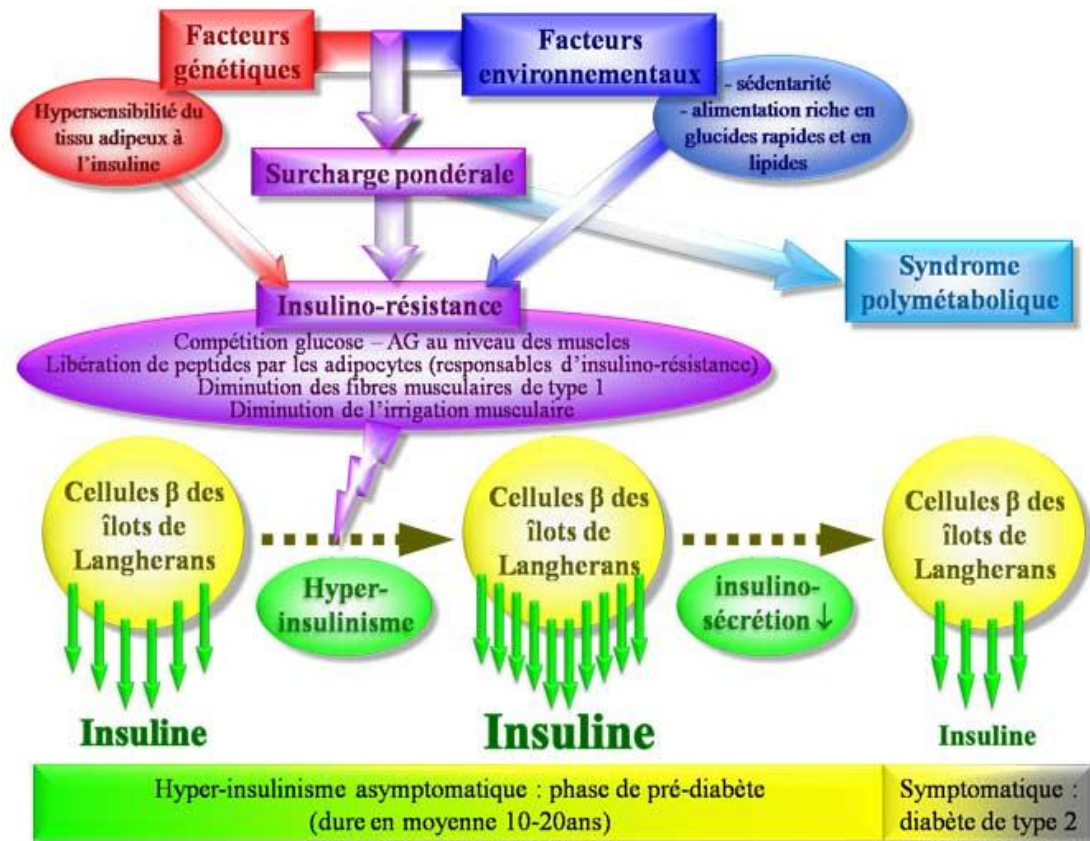 Facteurs
génétiques
Facteurs
environnementaux
Hypersensibilité du
tissu adipeux à
l'insuline
- sédentarité
- alimentation riche en
glucides rapides et en
lipides
Surcharge pondérale
Syndrome
polymétabolique
Insulino-résistance
Compétition glucose – AG au niveau des muscles
Libération de peptides par les adipocytes (responsables d'insulino-résistance)
Diminution des fibres musculaires de type 1
Diminution de l'irrigation musculaire
Cellules β des
îlots de
Langherans
Hyper-
insulinisme
Cellules β des
îlots de
Langherans
insulino-
sécrétion ↓
Cellules β des
îlots de
Langherans
Insuline
Insuline
Insuline
Hyper-insulinisme asymptomatique : phase de pré-diabète
(dure en moyenne 10-20ans)
Symptomatique :
diabète de type 2